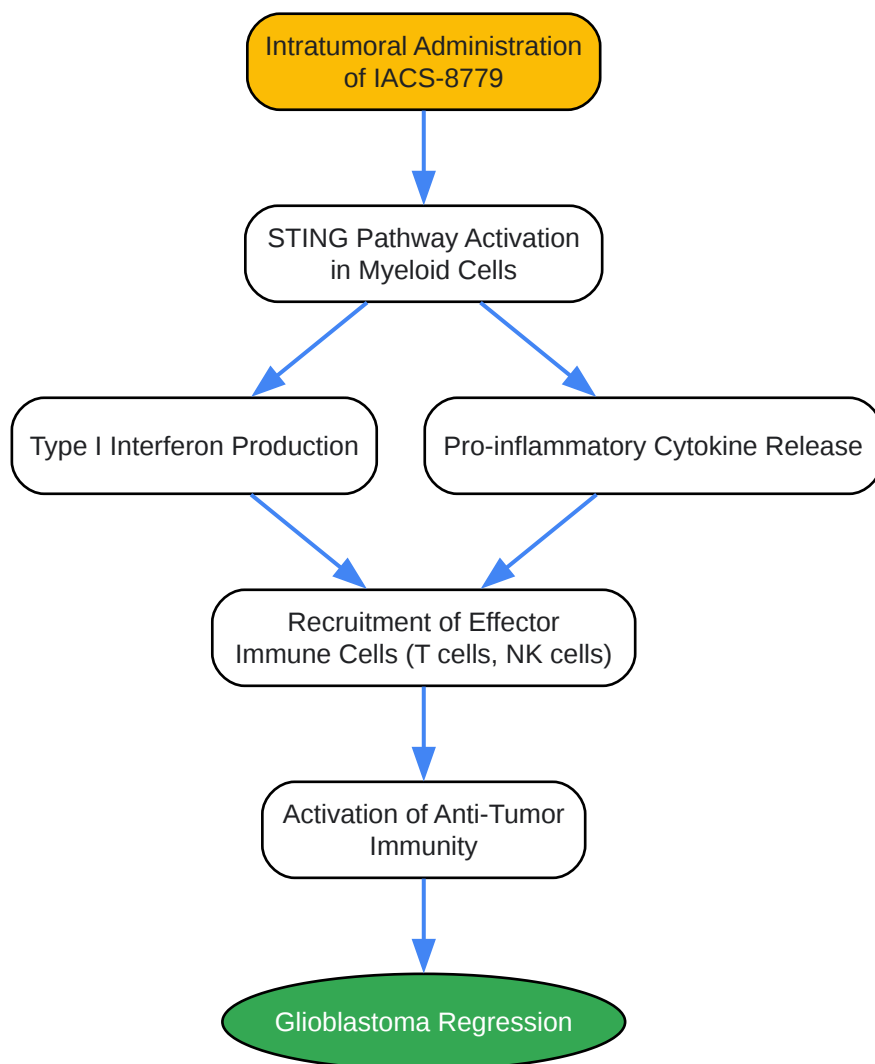 Intratumoral Administration
of IACS-8779
STING Pathway Activation
in Myeloid Cells
Type I Interferon Production
Pro-inflammatory Cytokine Release
Recruitment of Effector
Immune Cells (T cells, NK cells)
Activation of Anti-Tumor
Immunity
Glioblastoma Regression